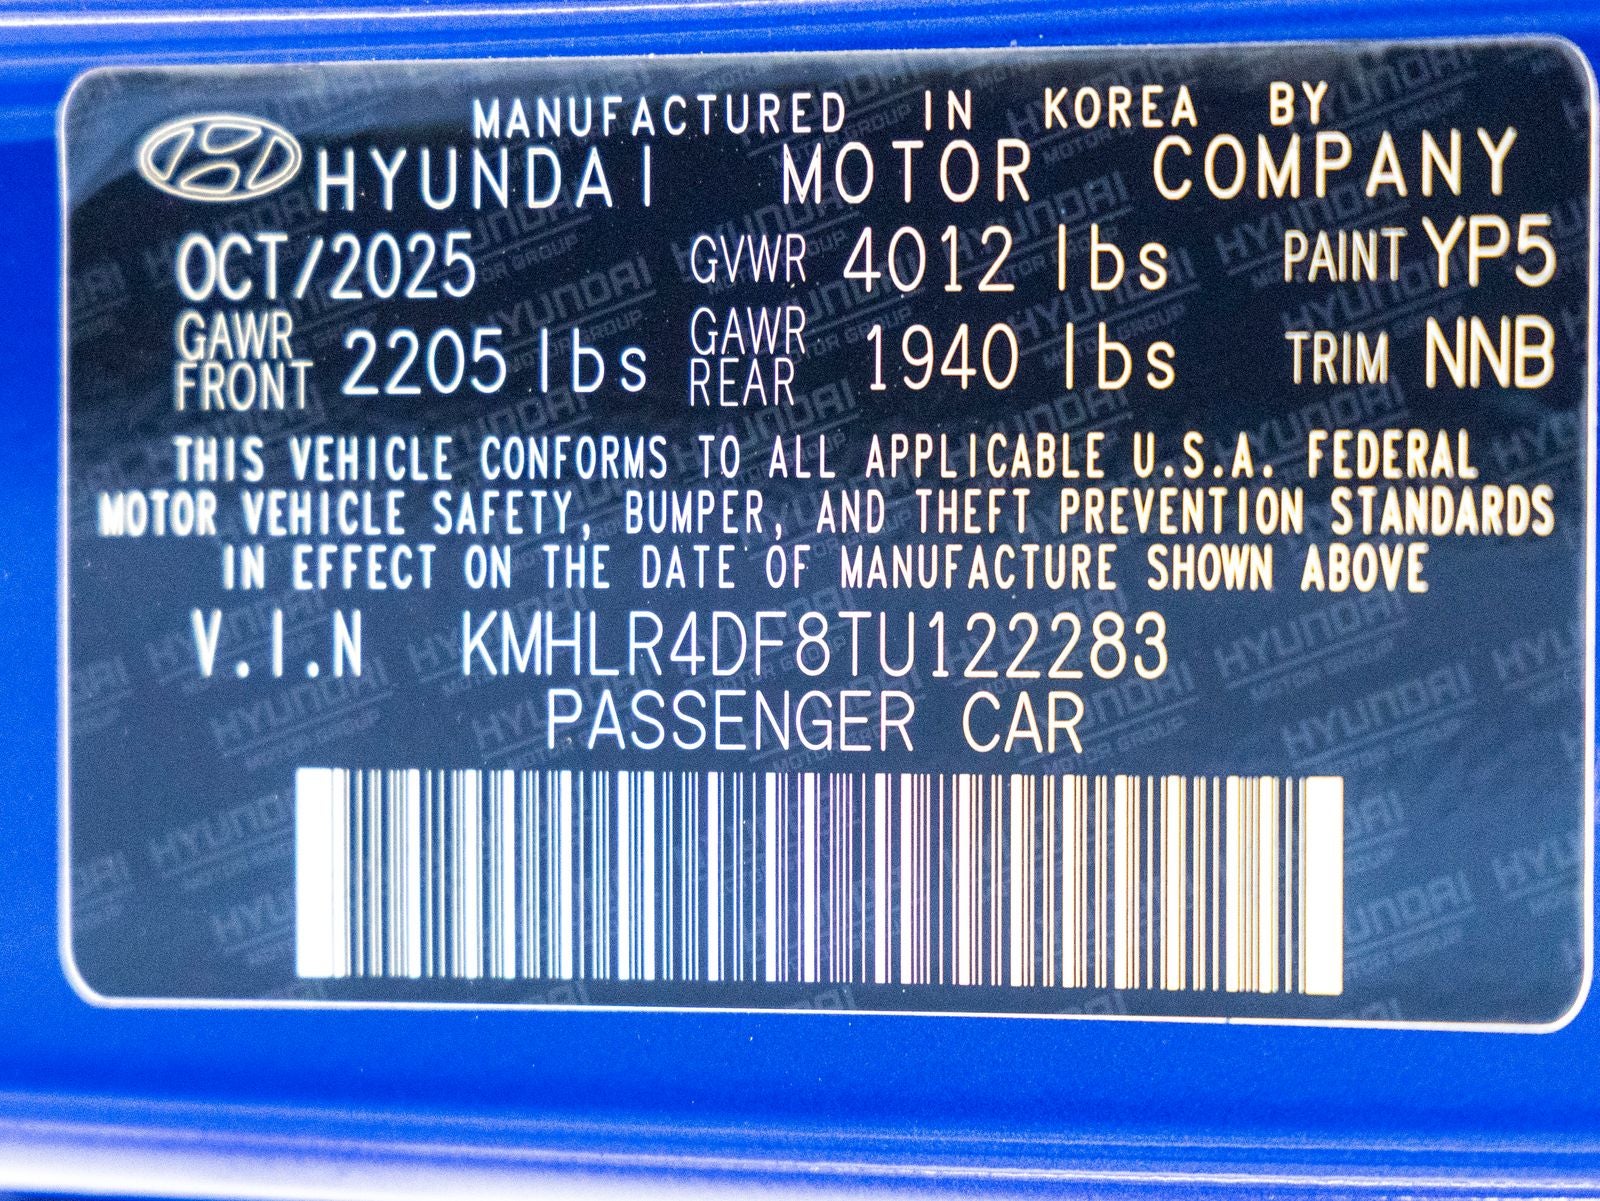 MANUFACTURED IN KOREA BY
HYUNDAI MOTOR COMPANY
OCT/2025 GVWR 4012 lbs PAINT YP5
GAWR FRONT 2205 lbs GAWR REAR 1940 lbs TRIM NNB
THIS VEHICLE CONFORMS TO ALL APPLICABLE U.S.A. FEDERAL
MOTOR VEHICLE SAFETY, BUMPER, AND THEFT PREVENTION STANDARDS
IN EFFECT ON THE DATE OF MANUFACTURE SHOWN ABOVE
V.I.N KMHLR4DF8TU122283
PASSENGER CAR